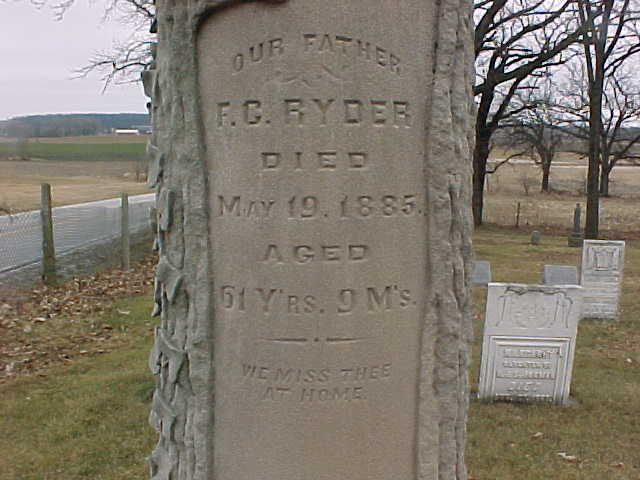 OUR FATHER
F.C. RYDER
DIED
MAY 19. 1885.
AGED
61 Y'RS. 9 M'S.
WE MISS THEE
AT HOME.